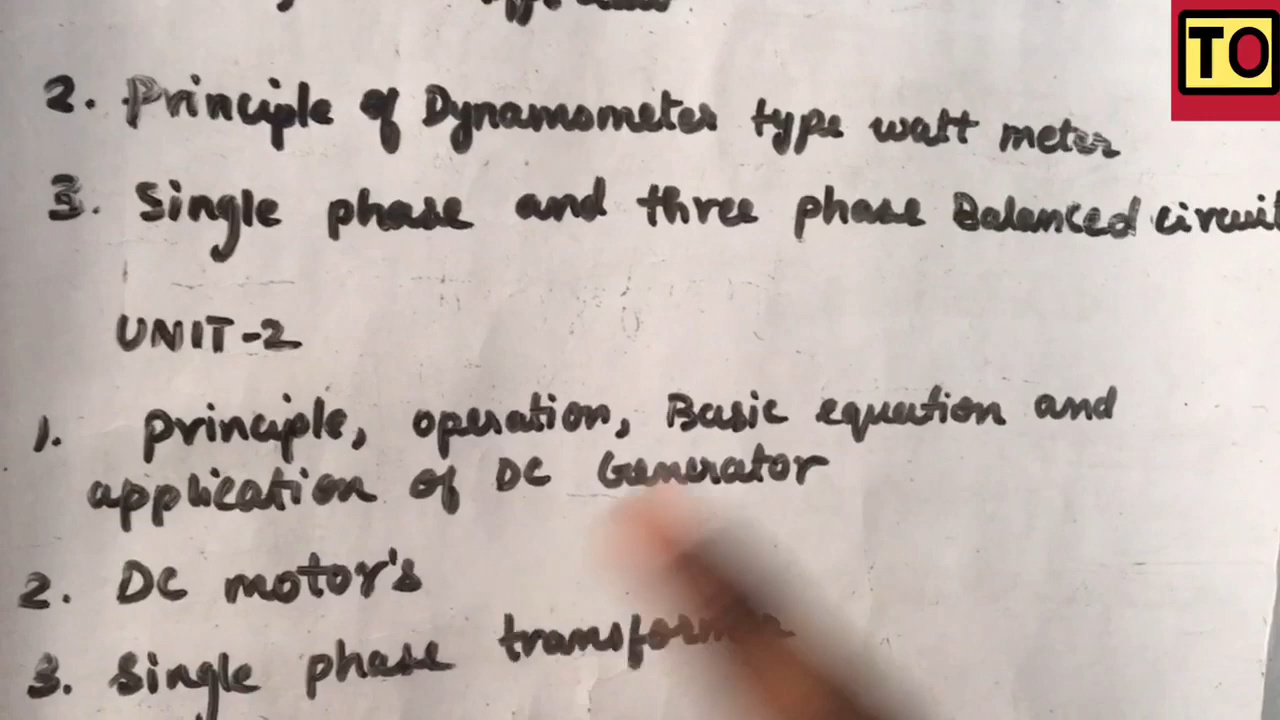 TO
2. Principle of Dynamometer type watt meter
3. Single phase and three phase Balanced circuit
UNIT-2
1. principle, operation, Basic equation and
application of DC Generator
2. DC motor's
3. Single phase transformer